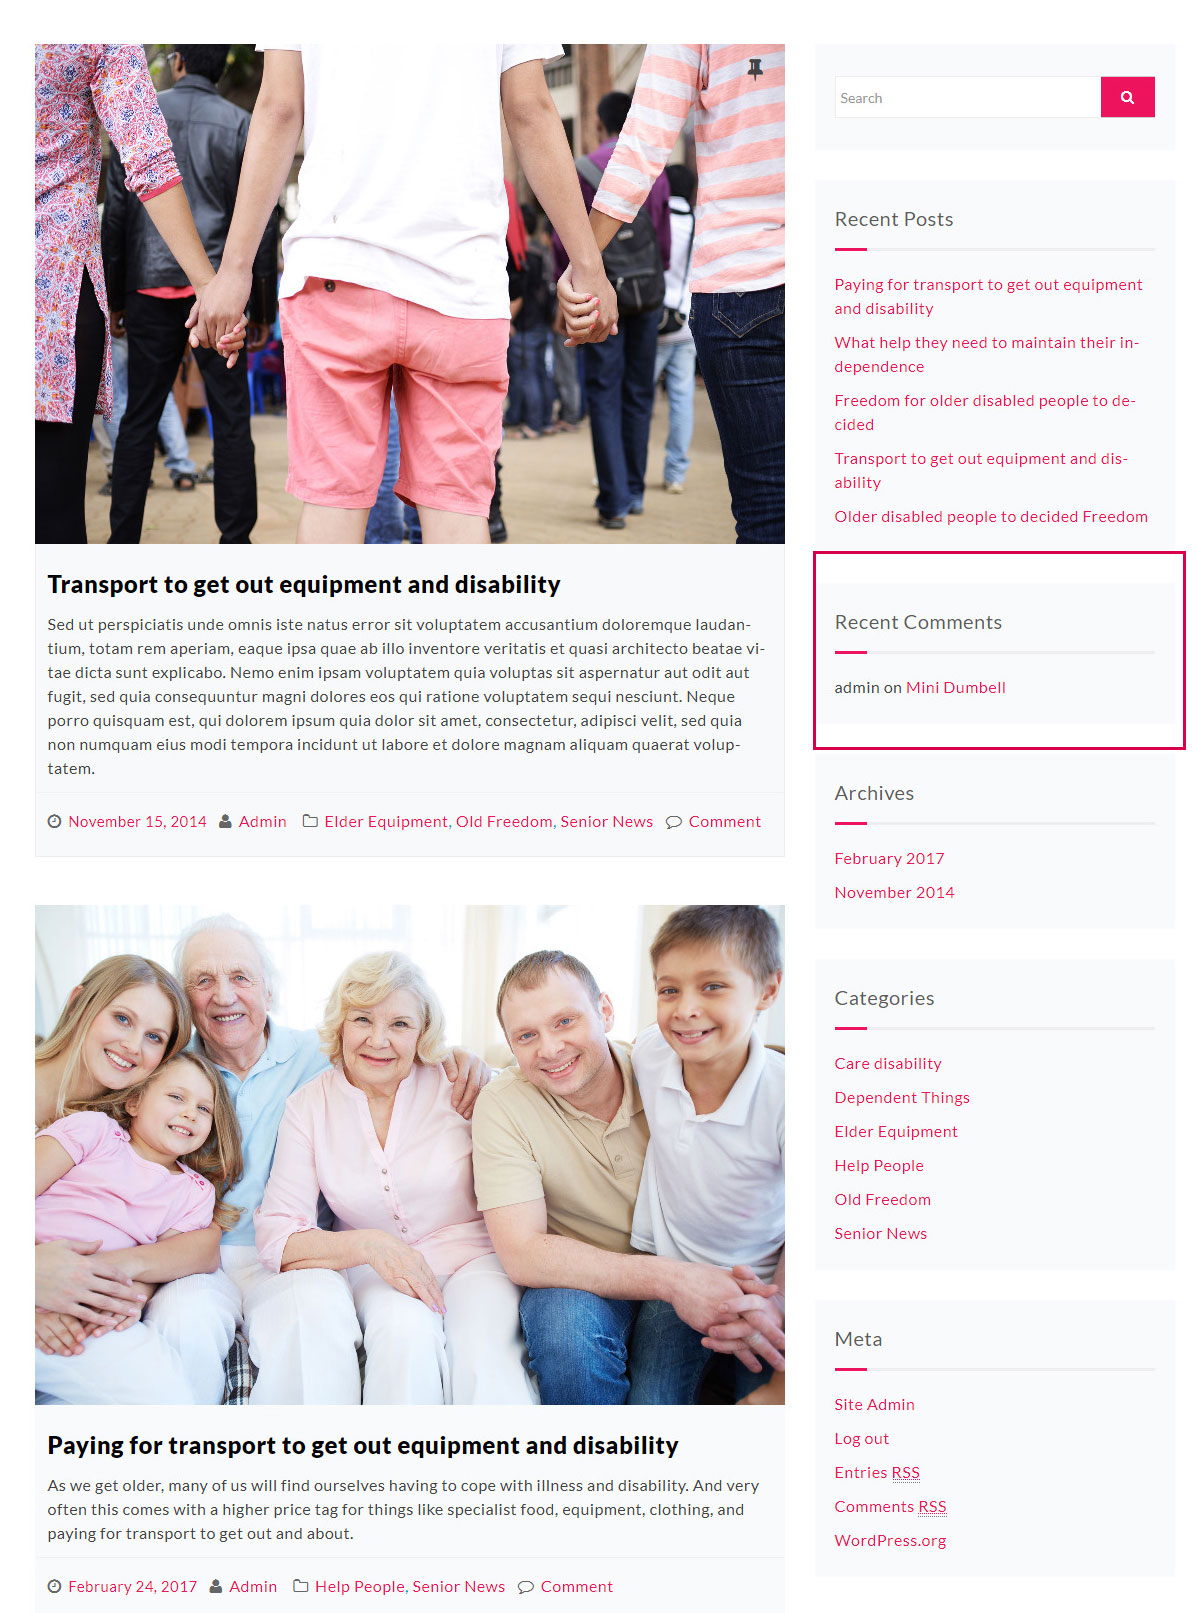 Transport to get out equipment and disability
Sed ut perspiciatis unde omnis iste natus error sit voluptatem accusantium doloremque laudan-
tium, totam rem aperiam, eaque ipsa quae ab illo inventore veritatis et quasi architecto beatae vi-
tae dicta sunt explicabo. Nemo enim ipsam voluptatem quia voluptas sit aspernatur aut odit aut
fugit, sed quia consequuntur magni dolores eos qui ratione voluptatem sequi nesciunt. Neque
porro quisquam est, qui dolorem ipsum quia dolor sit amet, consectetur, adipisci velit, sed quia
non numquam eius modi tempora incidunt ut labore et dolore magnam aliquam quaerat volup-
tatem.
November 15, 2014 Admin Elder Equipment, Old Freedom, Senior News Comment
Paying for transport to get out equipment and disability
As we get older, many of us will find ourselves having to cope with illness and disability. And very
often this comes with a higher price tag for things like specialist food, equipment, clothing, and
paying for transport to get out and about.
February 24, 2017 Admin Help People, Senior News Comment
Search
Recent Posts
Paying for transport to get out equipment
and disability
What help they need to maintain their in-
dependence
Freedom for older disabled people to de-
cided
Transport to get out equipment and dis-
ability
Older disabled people to decided Freedom
Recent Comments
admin on Mini Dumbell
Archives
February 2017
November 2014
Categories
Care disability
Dependent Things
Elder Equipment
Help People
Old Freedom
Senior News
Meta
Site Admin
Log out
Entries RSS
Comments RSS
WordPress.org